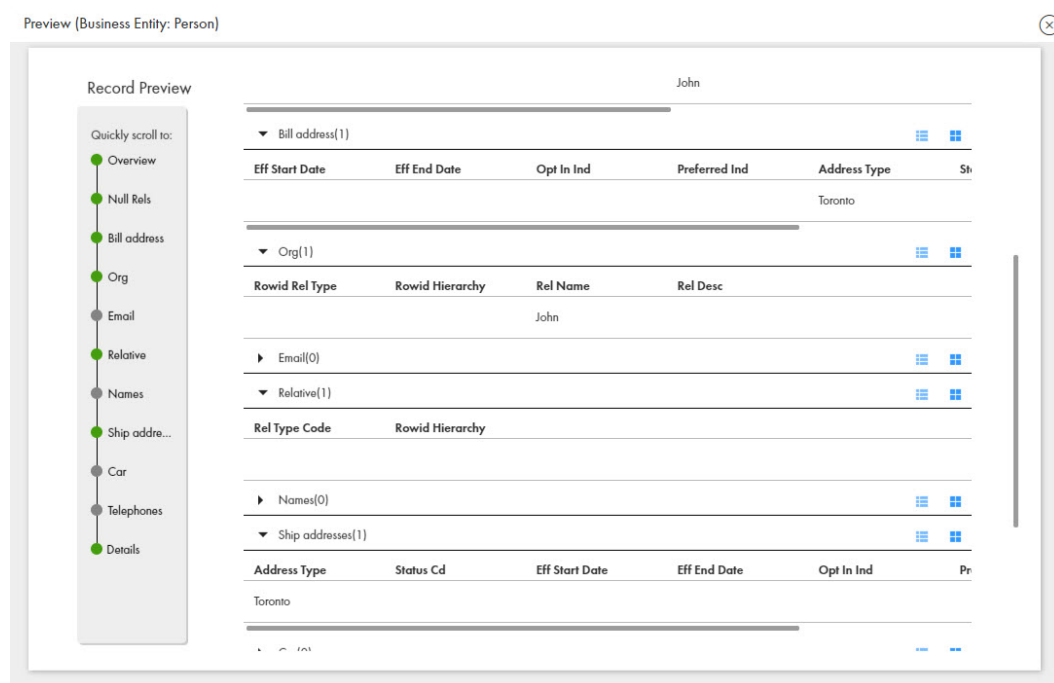 Preview (Business Entity: Person)
Record Preview
Quickly scroll to:
Overview
Null Rels
Bill address
Org
Email
Relative
Names
Ship addre...
Car
Telephones
Details
John
Bill address(1)
Eff Start Date Eff End Date Opt In Ind Preferred Ind Address Type
Toronto
Org(1)
Rowid Rel Type Rowid Hierarchy Rel Name Rel Desc
John
Email(0)
Relative(1)
Rel Type Code Rowid Hierarchy
Names(0)
Ship addresses(1)
Address Type Status Cd Eff Start Date Eff End Date Opt In Ind
Toronto